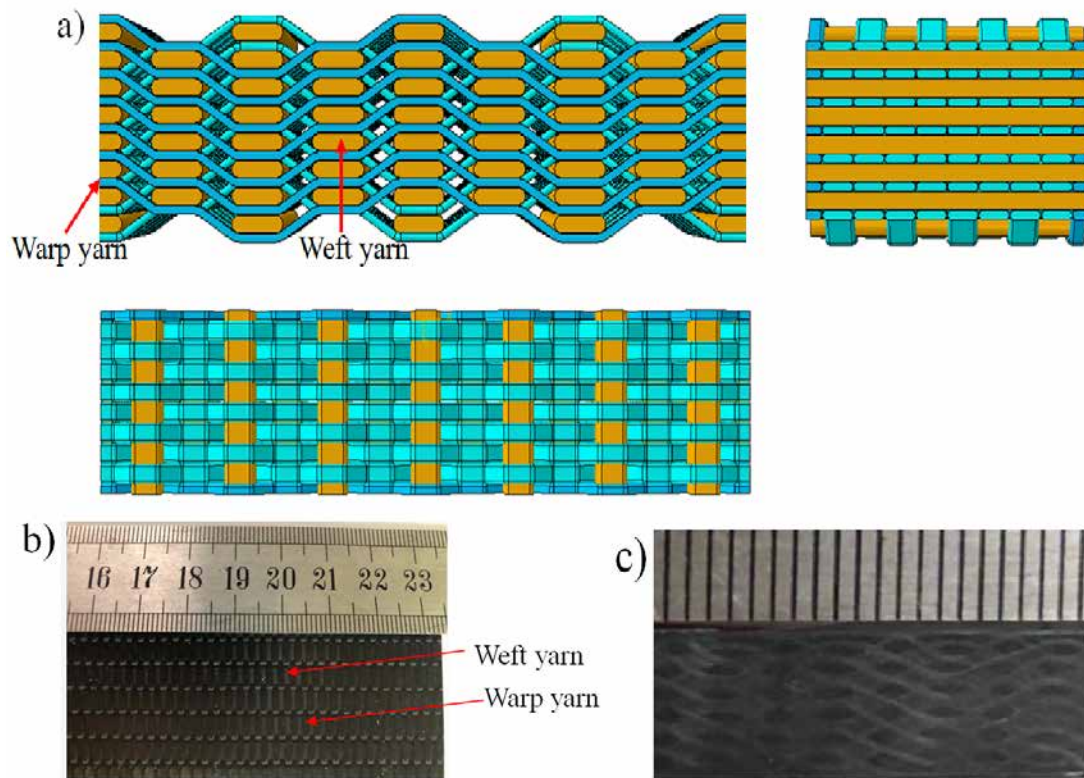 a)
Warp yarn
Weft yarn
b)
16 17 18 19 20 21 22 23
c)
Weft yarn
Warp yarn